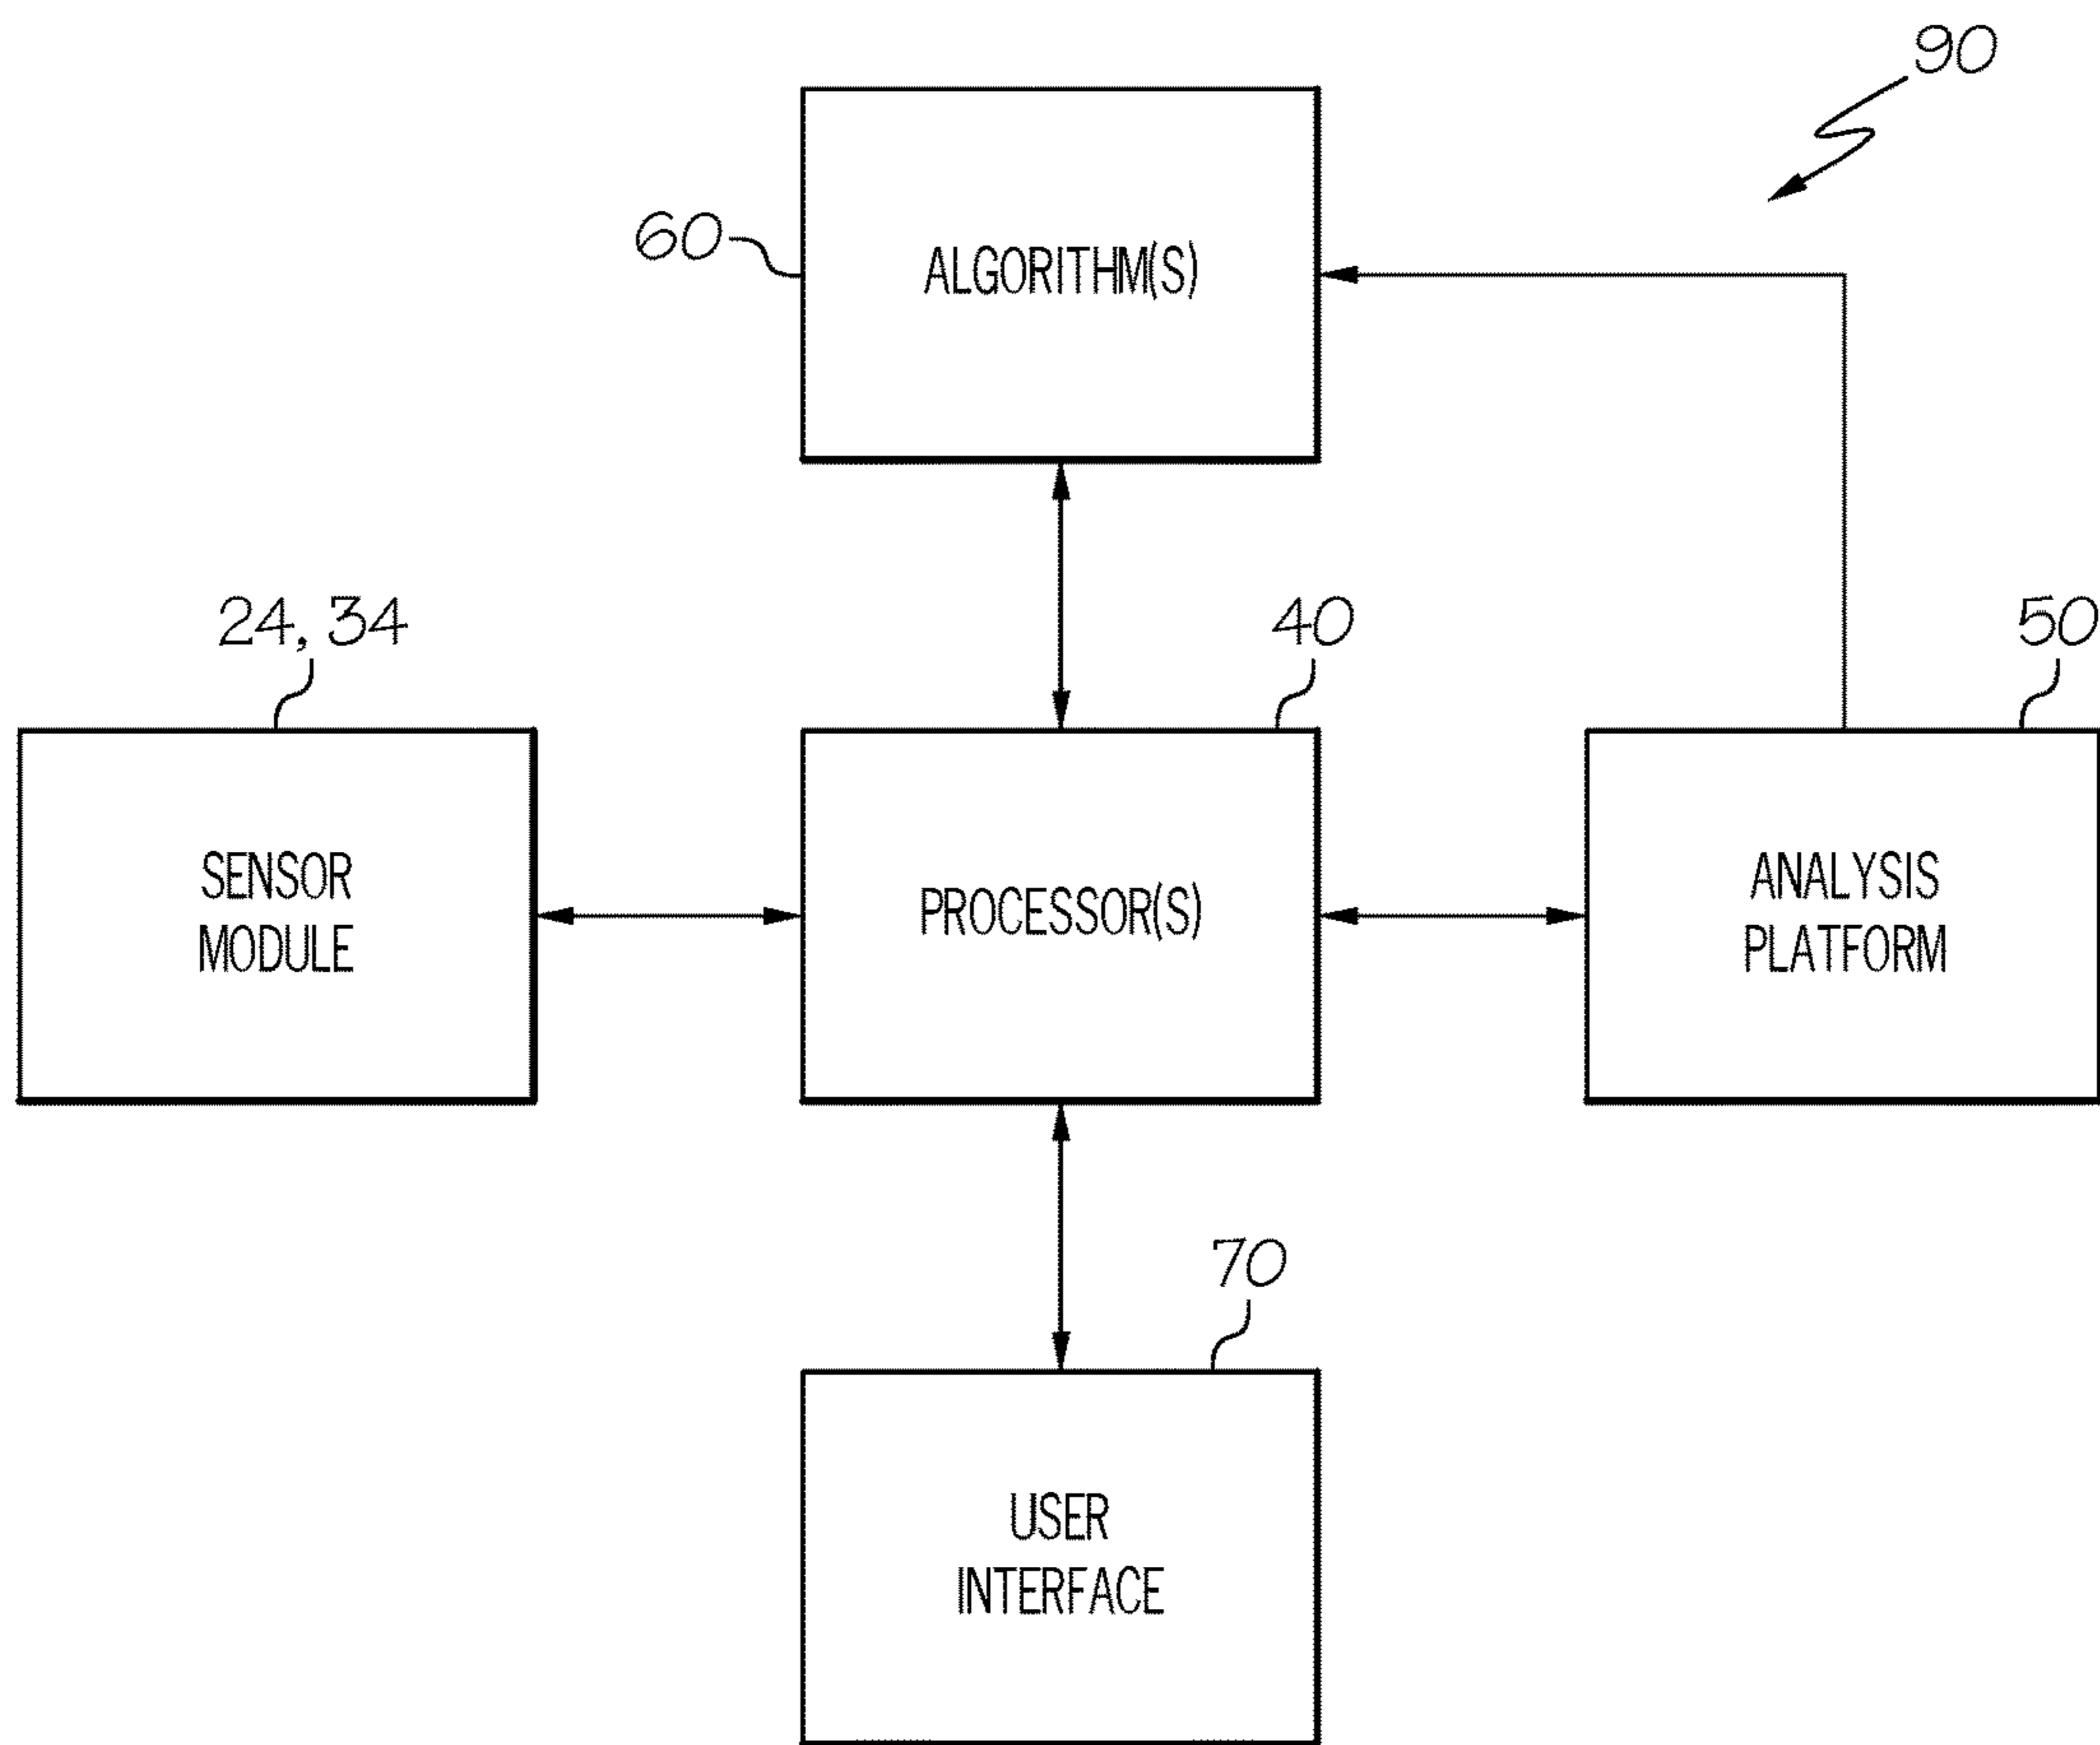 90
60
ALGORITHM(S)
24, 34
40
50
SENSOR
MODULE
PROCESSOR(S)
ANALYSIS
PLATFORM
70
USER
INTERFACE